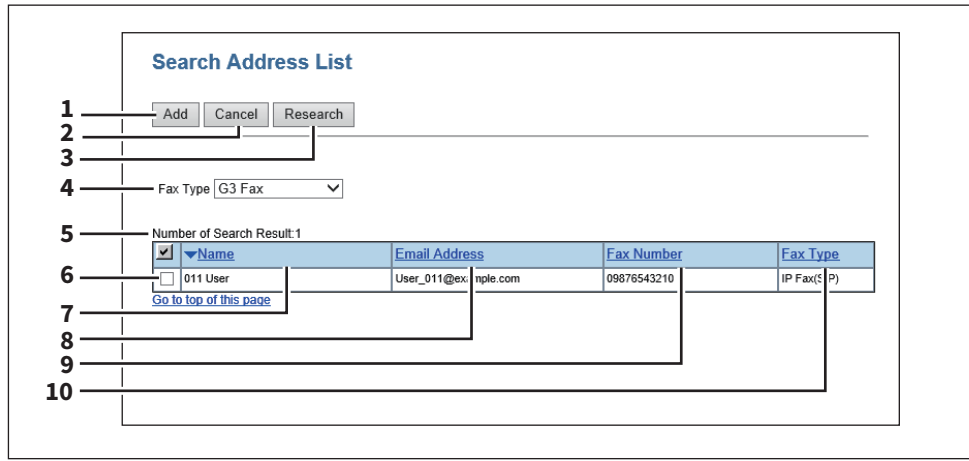 Search Address List
1 Add Cancel Research
2
3
4 Fax Type G3 Fax
5 Number of Search Result:1
Name Email Address Fax Number Fax Type
6 011 User User_011@example.com 09876543210 IP Fax(SIP)
Go to top of this page
7
8
9
10